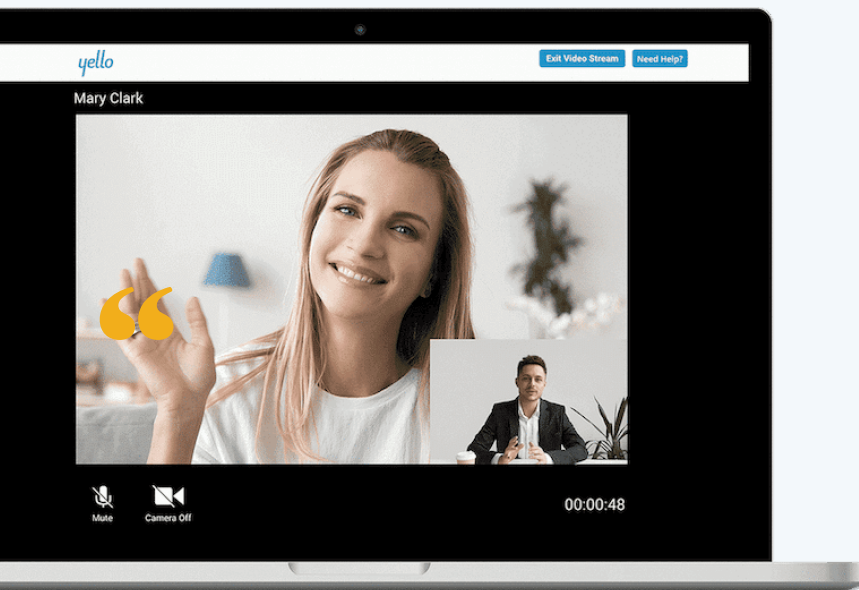 yello
Exit Video Stream
Need Help?
Mary Clark
“
Mute
Camera Off
00:00:48